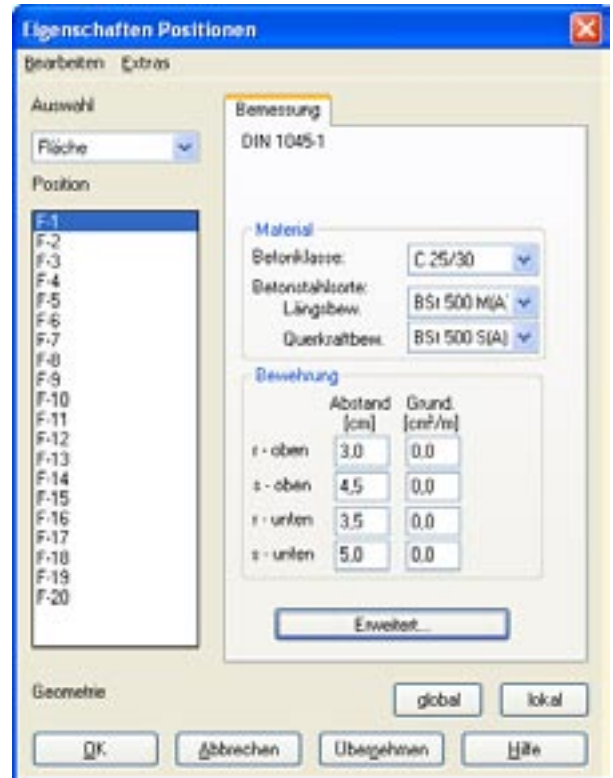 Eigenschaften Positionen
Bearbeiten Extras
Auswahl
Fläche
Position
F-1
F-2
F-3
F-4
F-5
F-6
F-7
F-8
F-9
F-10
F-11
F-12
F-13
F-14
F-15
F-16
F-17
F-18
F-19
F-20
Bemessung
DIN 1045-1
Material
Betonklasse: C 25/30
Betonstahlsorte:
Längsbew. BSt 500 M(A)
Querkraftbew. BSt 500 S(A)
Bewehrung
Abstand Grund.
[cm] [cm²/m]
r - oben 3,0 0,0
s - oben 4,5 0,0
r - unten 3,5 0,0
s - unten 5,0 0,0
Erweitert...
Geometrie global lokal
OK Abbrechen Übernehmen Hilfe